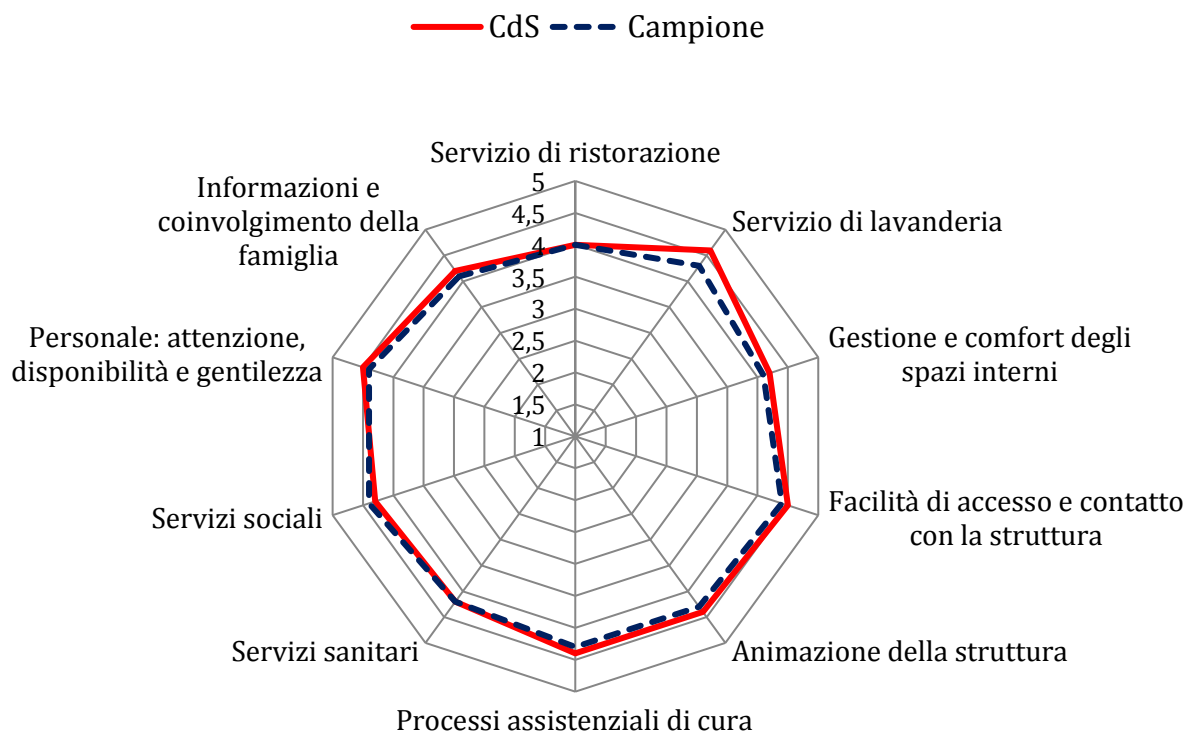 CdS Campione
Servizio di ristorazione
Informazioni e
coinvolgimento della
famiglia
Servizio di lavanderia
Personale: attenzione,
disponibilità e gentilezza
Gestione e comfort degli
spazi interni
Servizi sociali
Facilità di accesso e contatto
con la struttura
Servizi sanitari
Animazione della struttura
Processi assistenziali di cura
5
4,5
4
3,5
3
2,5
2
1,5
1